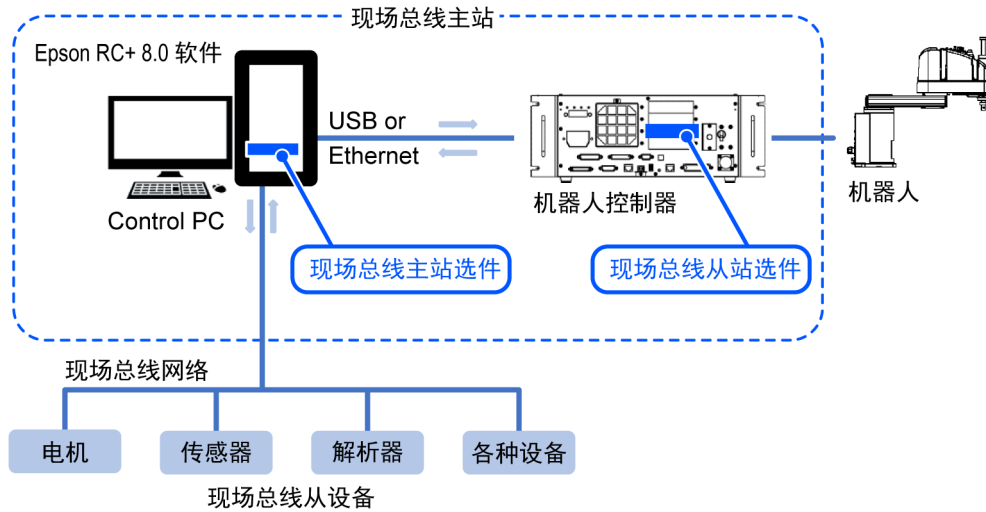 现场总线主站
Epson RC+ 8.0 软件
USB or
Ethernet
Control PC
机器人控制器
机器人
现场总线主站选件
现场总线从站选件
现场总线网络
电机
传感器
解析器
各种设备
现场总线从设备